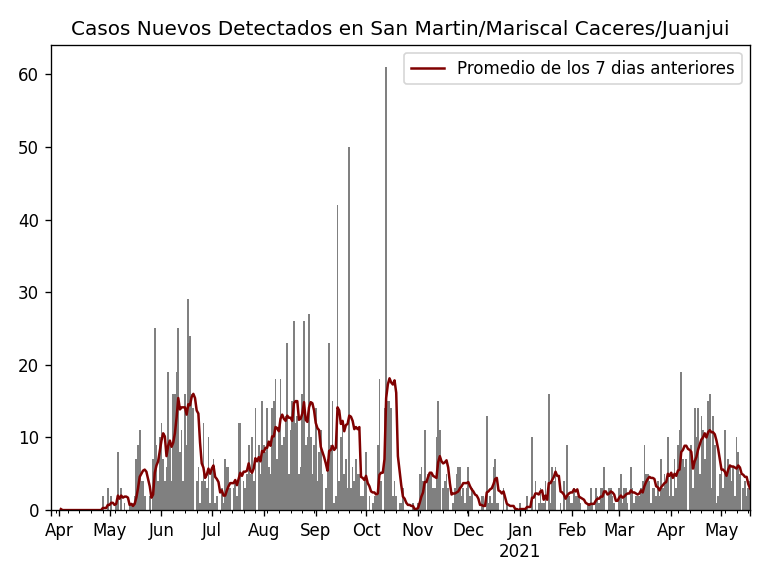 Casos Nuevos Detectados en San Martin/Mariscal Caceres/Juanjui
Promedio de los 7 dias anteriores
60
50
40
30
20
10
0
Apr May Jun Jul Aug Sep Oct Nov Dec Jan Feb Mar Apr May
2021